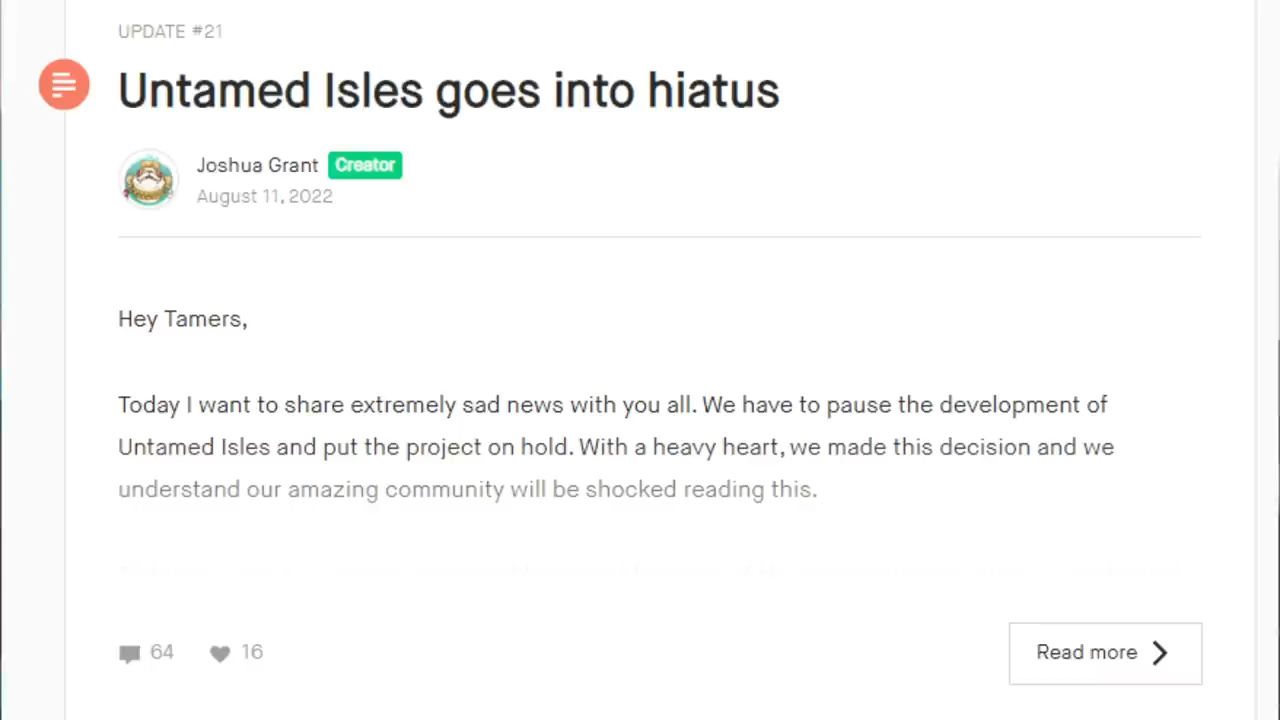 UPDATE #21
Untamed Isles goes into hiatus
Joshua Grant Creator
August 11, 2022
Hey Tamers,
Today I want to share extremely sad news with you all. We have to pause the development of
Untamed Isles and put the project on hold. With a heavy heart, we made this decision and we
understand our amazing community will be shocked reading this.
64 16
Read more